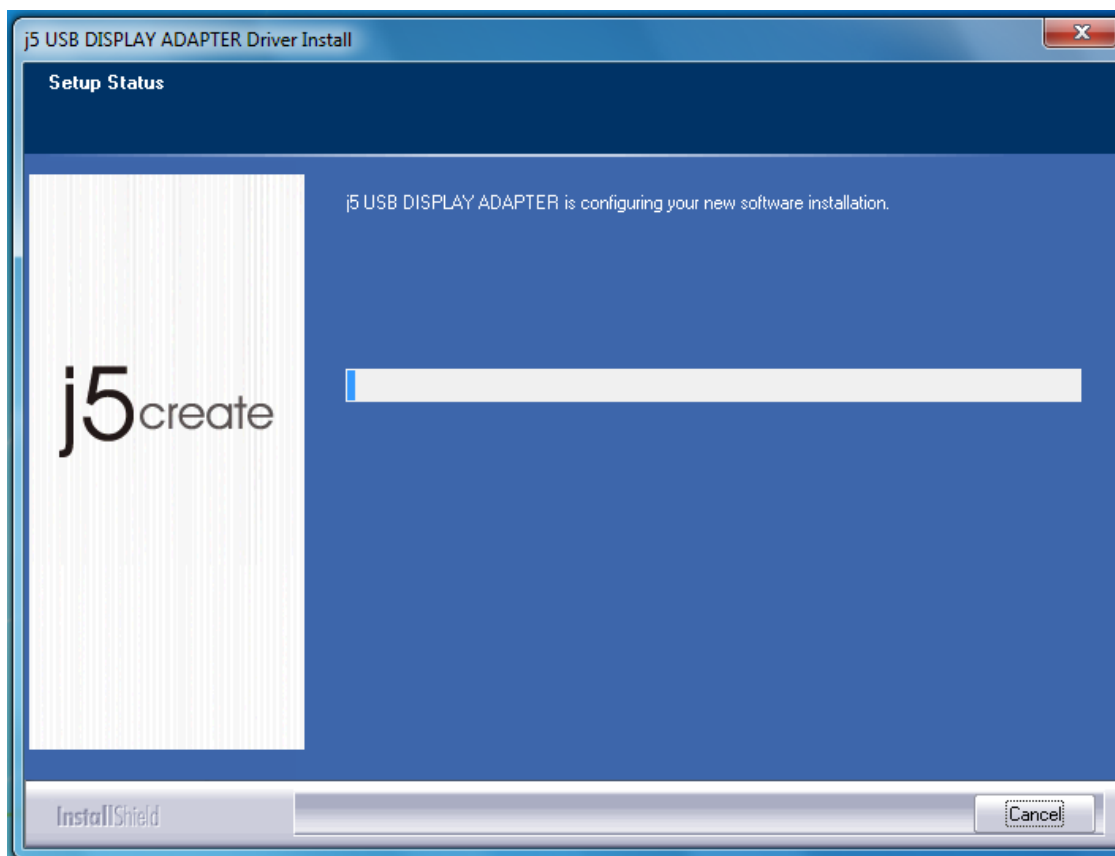 j5 USB DISPLAY ADAPTER Driver Install
Setup Status
j5 USB DISPLAY ADAPTER is configuring your new software installation.
j5create
InstallShield
Cancel